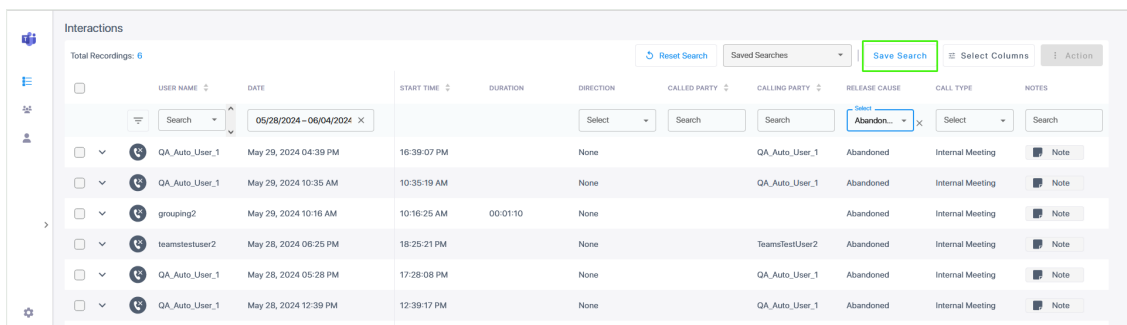 Interactions
Total Recordings: 6 Reset Search Saved Searches Save Search Select Columns Action
USER NAME DATE START TIME DURATION DIRECTION CALLED PARTY CALLING PARTY RELEASE CAUSE CALL TYPE NOTES
Select
Search 05/28/2024 – 06/04/2024 Select Search Search Abandon... Select Search
QA_Auto_User_1 May 29, 2024 04:39 PM 16:39:07 PM None QA_Auto_User_1 Abandoned Internal Meeting Note
QA_Auto_User_1 May 29, 2024 10:35 AM 10:35:19 AM None QA_Auto_User_1 Abandoned Internal Meeting Note
grouping2 May 29, 2024 10:16 AM 10:16:25 AM 00:01:10 None Abandoned Internal Meeting Note
teamstestuser2 May 28, 2024 06:25 PM 18:25:21 PM None TeamsTestUser2 Abandoned Internal Meeting Note
QA_Auto_User_1 May 28, 2024 05:28 PM 17:28:08 PM None QA_Auto_User_1 Abandoned Internal Meeting Note
QA_Auto_User_1 May 28, 2024 12:39 PM 12:39:17 PM None QA_Auto_User_1 Abandoned Internal Meeting Note